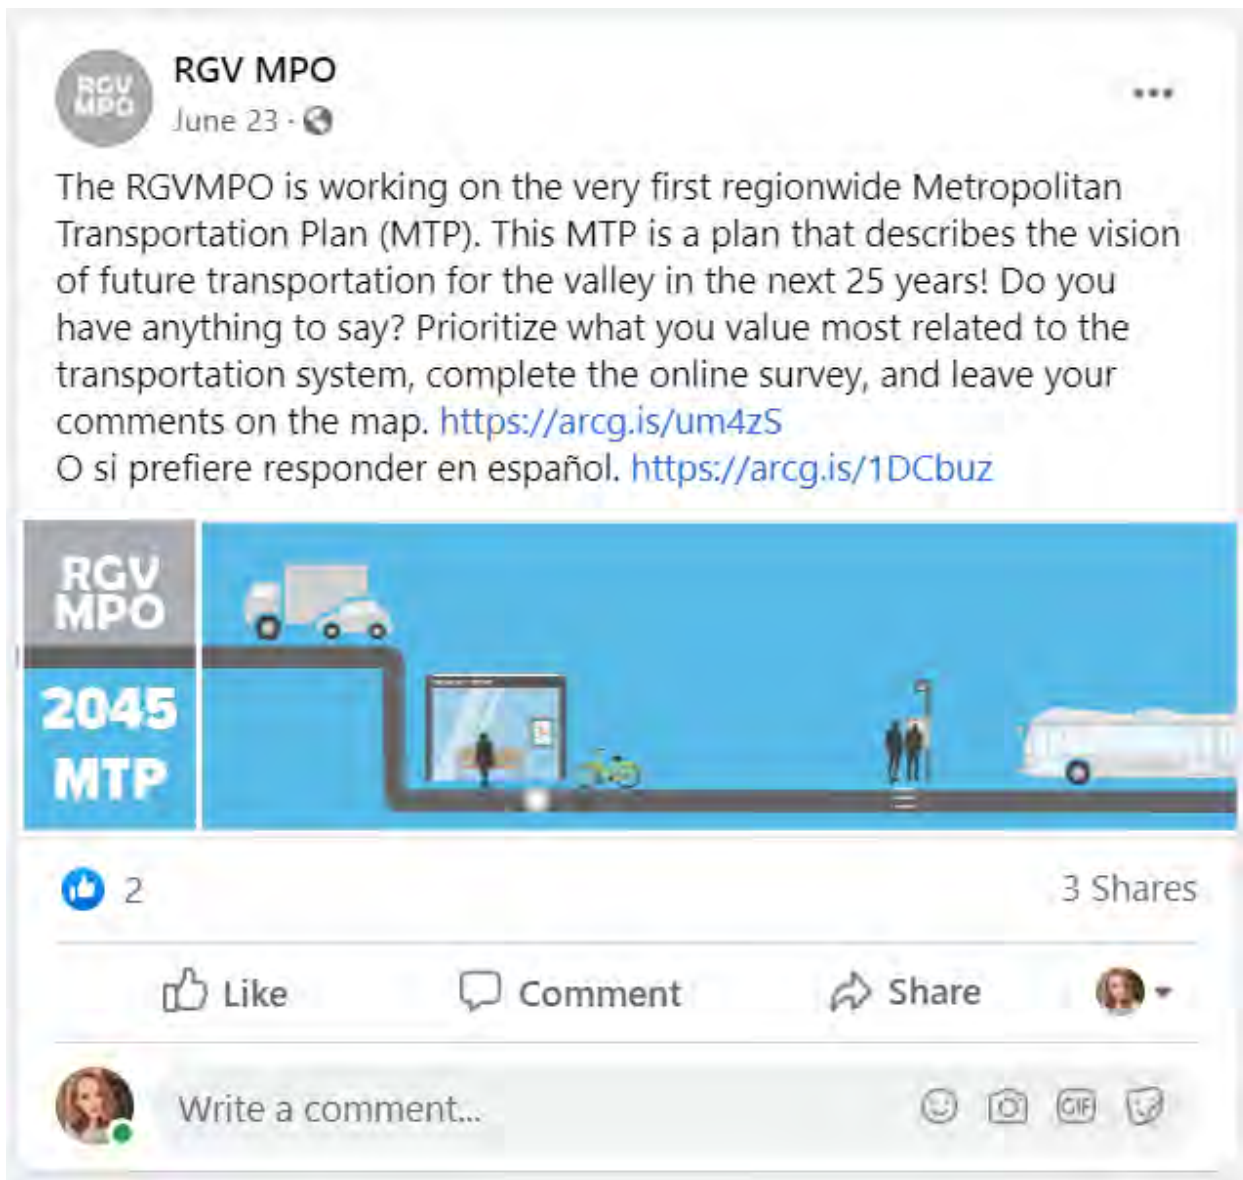 RGV MPO
June 23 ·
The RGVMPO is working on the very first regionwide Metropolitan
Transportation Plan (MTP). This MTP is a plan that describes the vision
of future transportation for the valley in the next 25 years! Do you
have anything to say? Prioritize what you value most related to the
transportation system, complete the online survey, and leave your
comments on the map. https://arcg.is/um4zS
O si prefiere responder en español. https://arcg.is/1DCbuz
RGV
MPO
RGV
MPO
2045
MTP
2
3 Shares
Like
Comment
Share
Write a comment...
GIF